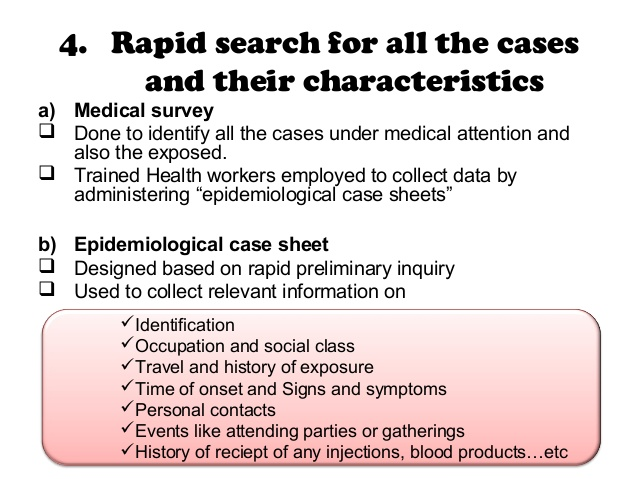 4. Rapid search for all the cases
and their characteristics
a) Medical survey
❑ Done to identify all the cases under medical attention and
also the exposed.
❑ Trained Health workers employed to collect data by
administering “epidemiological case sheets”
b) Epidemiological case sheet
❑ Designed based on rapid preliminary inquiry
❑ Used to collect relevant information on
✓Identification
✓Occupation and social class
✓Travel and history of exposure
✓Time of onset and Signs and symptoms
✓Personal contacts
✓Events like attending parties or gatherings
✓History of reciept of any injections, blood products…etc